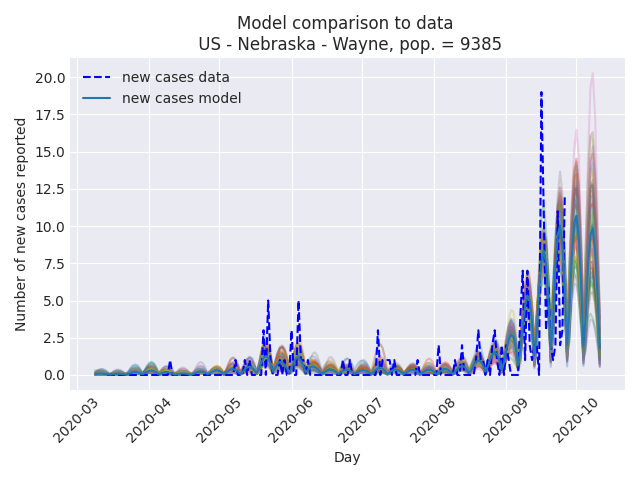 Model comparison to data
US - Nebraska - Wayne, pop. = 9385
new cases data
new cases model
Number of new cases reported
20.0
17.5
15.0
12.5
10.0
7.5
5.0
2.5
0.0
2020-03
2020-04
2020-05
2020-06
2020-07
2020-08
2020-09
2020-10
Day